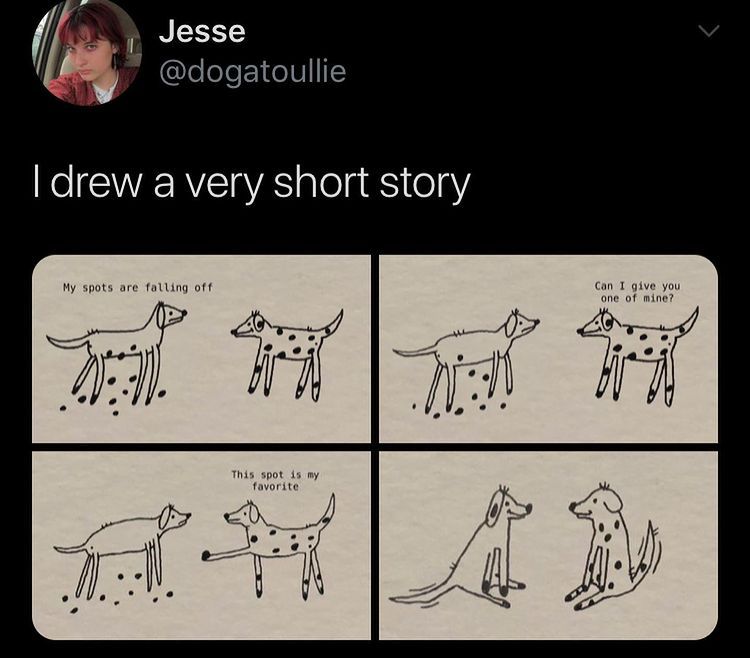 Jesse
@dogatoullie
I drew a very short story
My spots are falling off
Can I give you
one of mine?
This spot is my
favorite